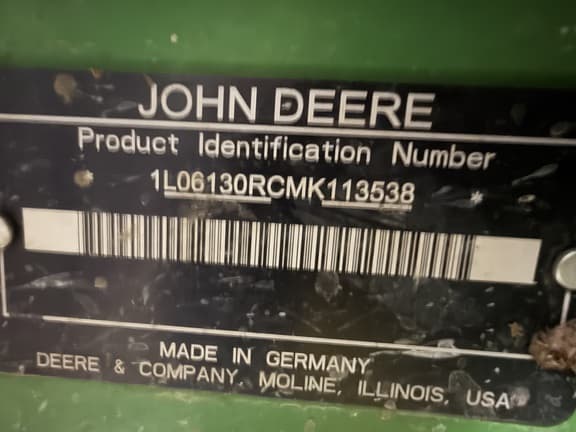 JOHN DEERE
Product Identification Number
1L06130RCMK113538 *
MADE IN GERMANY
DEERE & COMPANY, MOLINE, ILLINOIS, USA